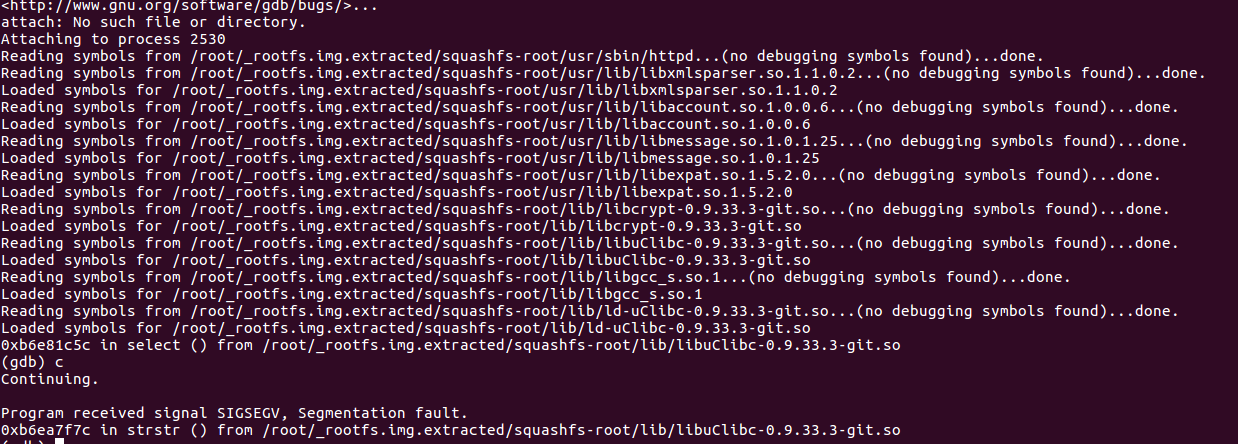 <http://www.gnu.org/software/gdb/bugs/>...
attach: No such file or directory.
Attaching to process 2530
Reading symbols from /root/_rootfs.img.extracted/squashfs-root/usr/sbin/httpd...(no debugging symbols found)...done.
Reading symbols from /root/_rootfs.img.extracted/squashfs-root/usr/lib/libxmlsparser.so.1.1.0.2...(no debugging symbols found)...done.
Loaded symbols for /root/_rootfs.img.extracted/squashfs-root/usr/lib/libxmlsparser.so.1.1.0.2
Reading symbols from /root/_rootfs.img.extracted/squashfs-root/usr/lib/libaccount.so.1.0.0.6...(no debugging symbols found)...done.
Loaded symbols for /root/_rootfs.img.extracted/squashfs-root/usr/lib/libaccount.so.1.0.0.6
Reading symbols from /root/_rootfs.img.extracted/squashfs-root/usr/lib/libmessage.so.1.0.1.25...(no debugging symbols found)...done.
Loaded symbols for /root/_rootfs.img.extracted/squashfs-root/usr/lib/libmessage.so.1.0.1.25
Reading symbols from /root/_rootfs.img.extracted/squashfs-root/usr/lib/libexpat.so.1.5.2.0...(no debugging symbols found)...done.
Loaded symbols for /root/_rootfs.img.extracted/squashfs-root/usr/lib/libexpat.so.1.5.2.0
Reading symbols from /root/_rootfs.img.extracted/squashfs-root/lib/libcrypt-0.9.33.3-git.so...(no debugging symbols found)...done.
Loaded symbols for /root/_rootfs.img.extracted/squashfs-root/lib/libcrypt-0.9.33.3-git.so
Reading symbols from /root/_rootfs.img.extracted/squashfs-root/lib/libuClibc-0.9.33.3-git.so...(no debugging symbols found)...done.
Loaded symbols for /root/_rootfs.img.extracted/squashfs-root/lib/libuClibc-0.9.33.3-git.so
Reading symbols from /root/_rootfs.img.extracted/squashfs-root/lib/libgcc_s.so.1...(no debugging symbols found)...done.
Loaded symbols for /root/_rootfs.img.extracted/squashfs-root/lib/libgcc_s.so.1
Reading symbols from /root/_rootfs.img.extracted/squashfs-root/lib/ld-uClibc-0.9.33.3-git.so...(no debugging symbols found)...done.
Loaded symbols for /root/_rootfs.img.extracted/squashfs-root/lib/ld-uClibc-0.9.33.3-git.so
0xb6e81c5c in select () from /root/_rootfs.img.extracted/squashfs-root/lib/libuClibc-0.9.33.3-git.so
(gdb) c
Continuing.
Program received signal SIGSEGV, Segmentation fault.
0xb6ea7f7c in strstr () from /root/_rootfs.img.extracted/squashfs-root/lib/libuClibc-0.9.33.3-git.so
(gdb)